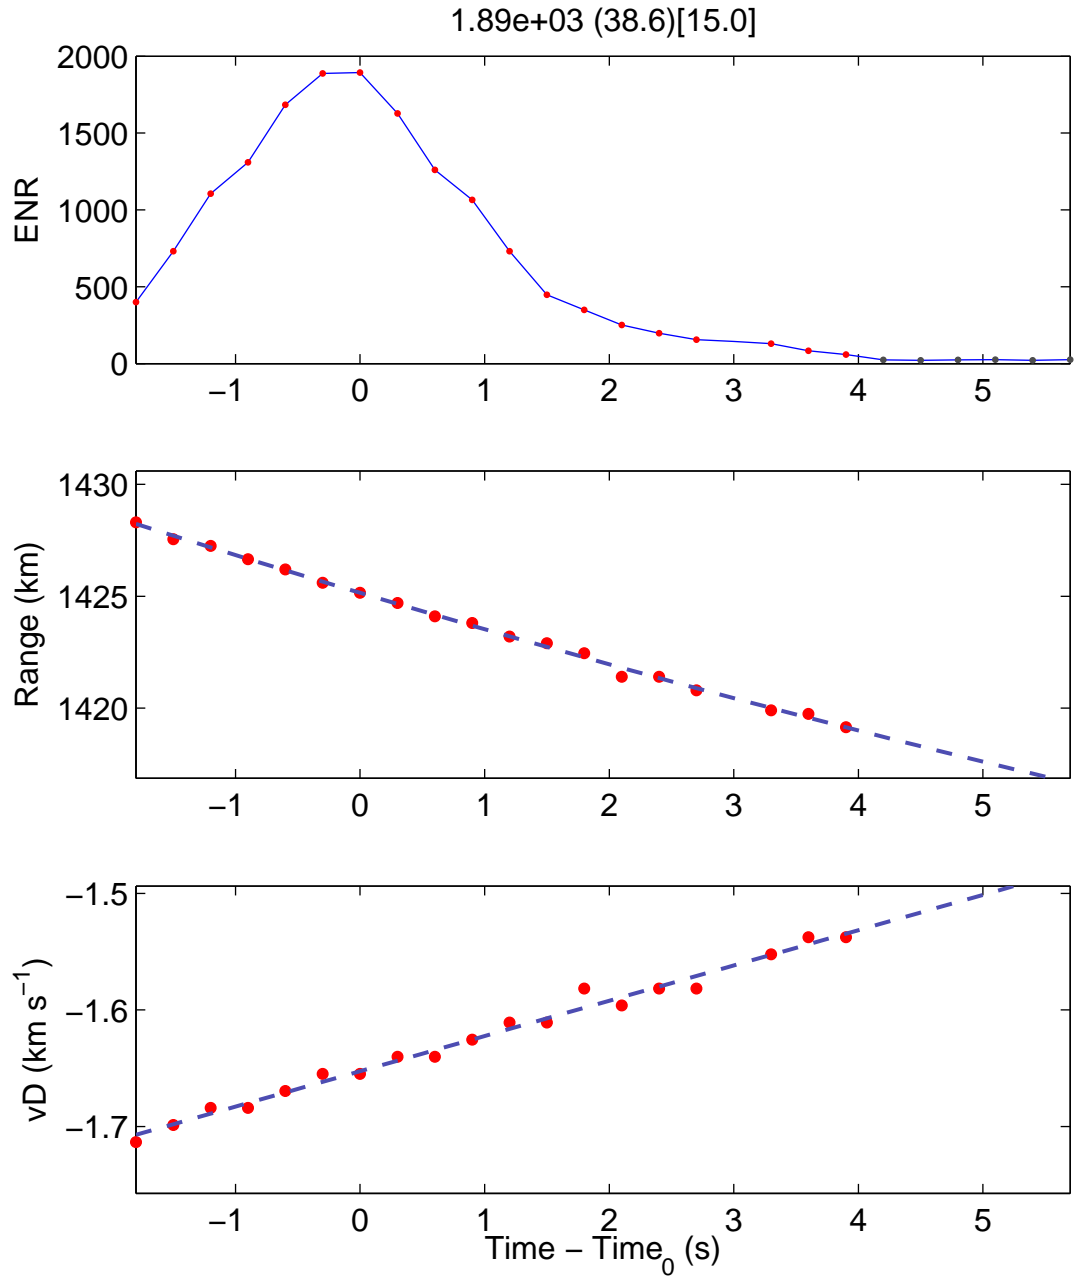 1.89e+03 (38.6)[15.0]
2000
1500
1000
500
0
ENR
−1 0 1 2 3 4 5
1430
1425
1420
Range (km)
−1 0 1 2 3 4 5
−1.5
−1.6
−1.7
vD (km s⁻¹)
−1 0 1 2 3 4 5
Time − Time₀ (s)